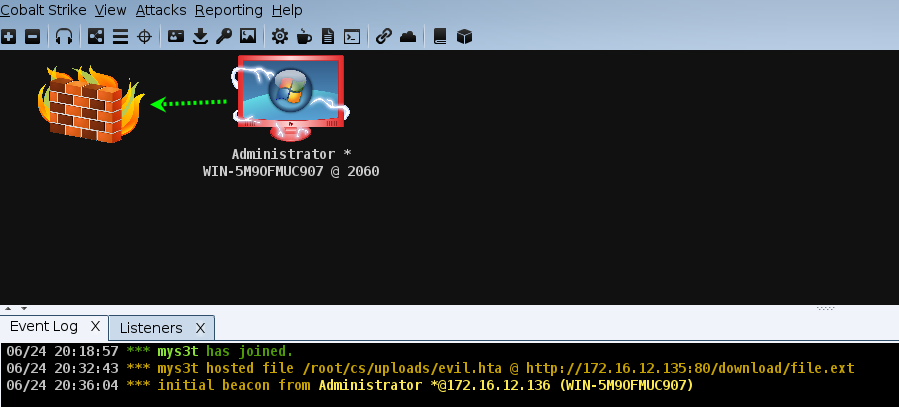 Cobalt Strike View Attacks Reporting Help
Administrator *
WIN-5M9OFMUC907 @ 2060
Event Log X Listeners X
06/24 20:18:57 *** mys3t has joined.
06/24 20:32:43 *** mys3t hosted file /root/cs/uploads/evil.hta @ http://172.16.12.135:80/download/file.ext
06/24 20:36:04 *** initial beacon from Administrator *@172.16.12.136 (WIN-5M9OFMUC907)